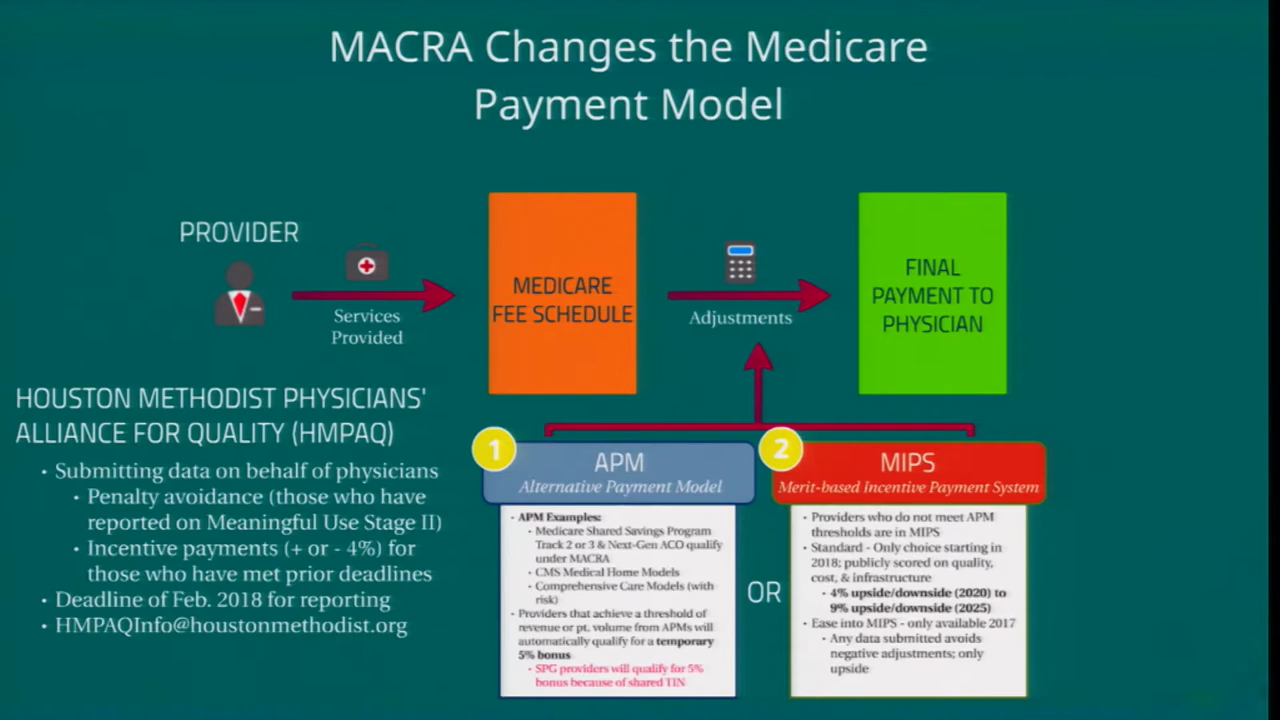 MACRA Changes the Medicare
Payment Model
PROVIDER
Services
Provided
MEDICARE
FEE SCHEDULE
Adjustments
FINAL
PAYMENT TO
PHYSICIAN
HOUSTON METHODIST PHYSICIANS'
ALLIANCE FOR QUALITY (HMPAQ)
• Submitting data on behalf of physicians
• Penalty avoidance (those who have
reported on Meaningful Use Stage II)
• Incentive payments (+ or - 4%) for
those who have met prior deadlines
• Deadline of Feb. 2018 for reporting
• HMPAQInfo@houstonmethodist.org
1
APM
Alternative Payment Model
• APM Examples:
• Medicare Shared Savings Program
Track 2 or 3 & Next-Gen ACO qualify
under MACRA
• CMS Medical Home Models
• Comprehensive Care Models (with
risk)
• Providers that achieve a threshold of
revenue or pt. volume from APMs will
automatically qualify for a temporary
5% bonus
• SPG providers will qualify for 5%
bonus because of shared TIN
OR
2
MIPS
Merit-based Incentive Payment System
• Providers who do not meet APM
thresholds are in MIPS
• Standard - Only choice starting in
2018; publicly scored on quality,
cost, & infrastructure
• 4% upside/downside (2020) to
9% upside/downside (2025)
• Ease into MIPS - only available 2017
• Any data submitted avoids
negative adjustments; only
upside